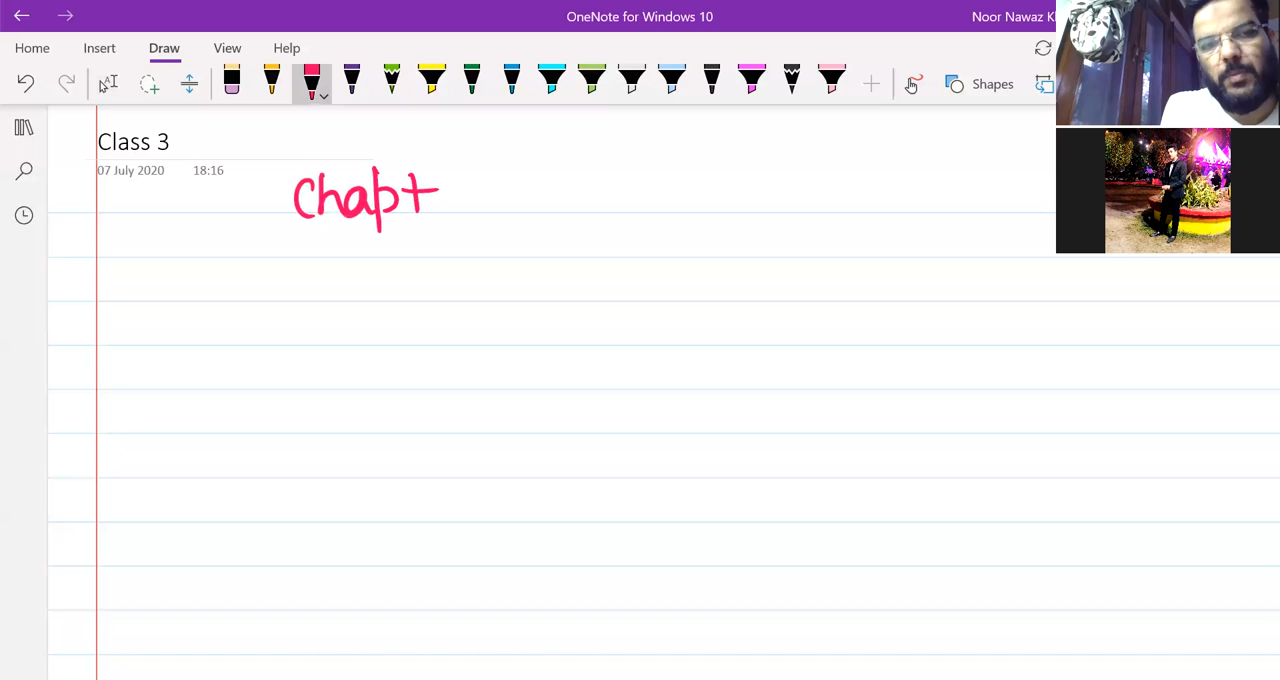 OneNote for Windows 10
Noor Nawaz
Home Insert Draw View Help
Shapes
Class 3
07 July 2020 18:16
Chapt